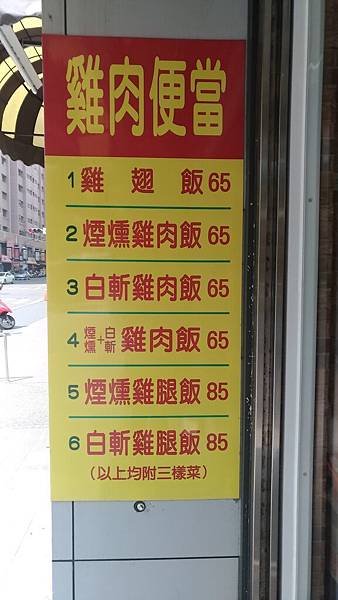 雞肉便當
1 雞翅飯 65
2 煙燻雞肉飯 65
3 白斬雞肉飯 65
4 煙燻+白斬 雞肉飯 65
5 煙燻雞腿飯 85
6 白斬雞腿飯 85
(以上均附三樣菜)